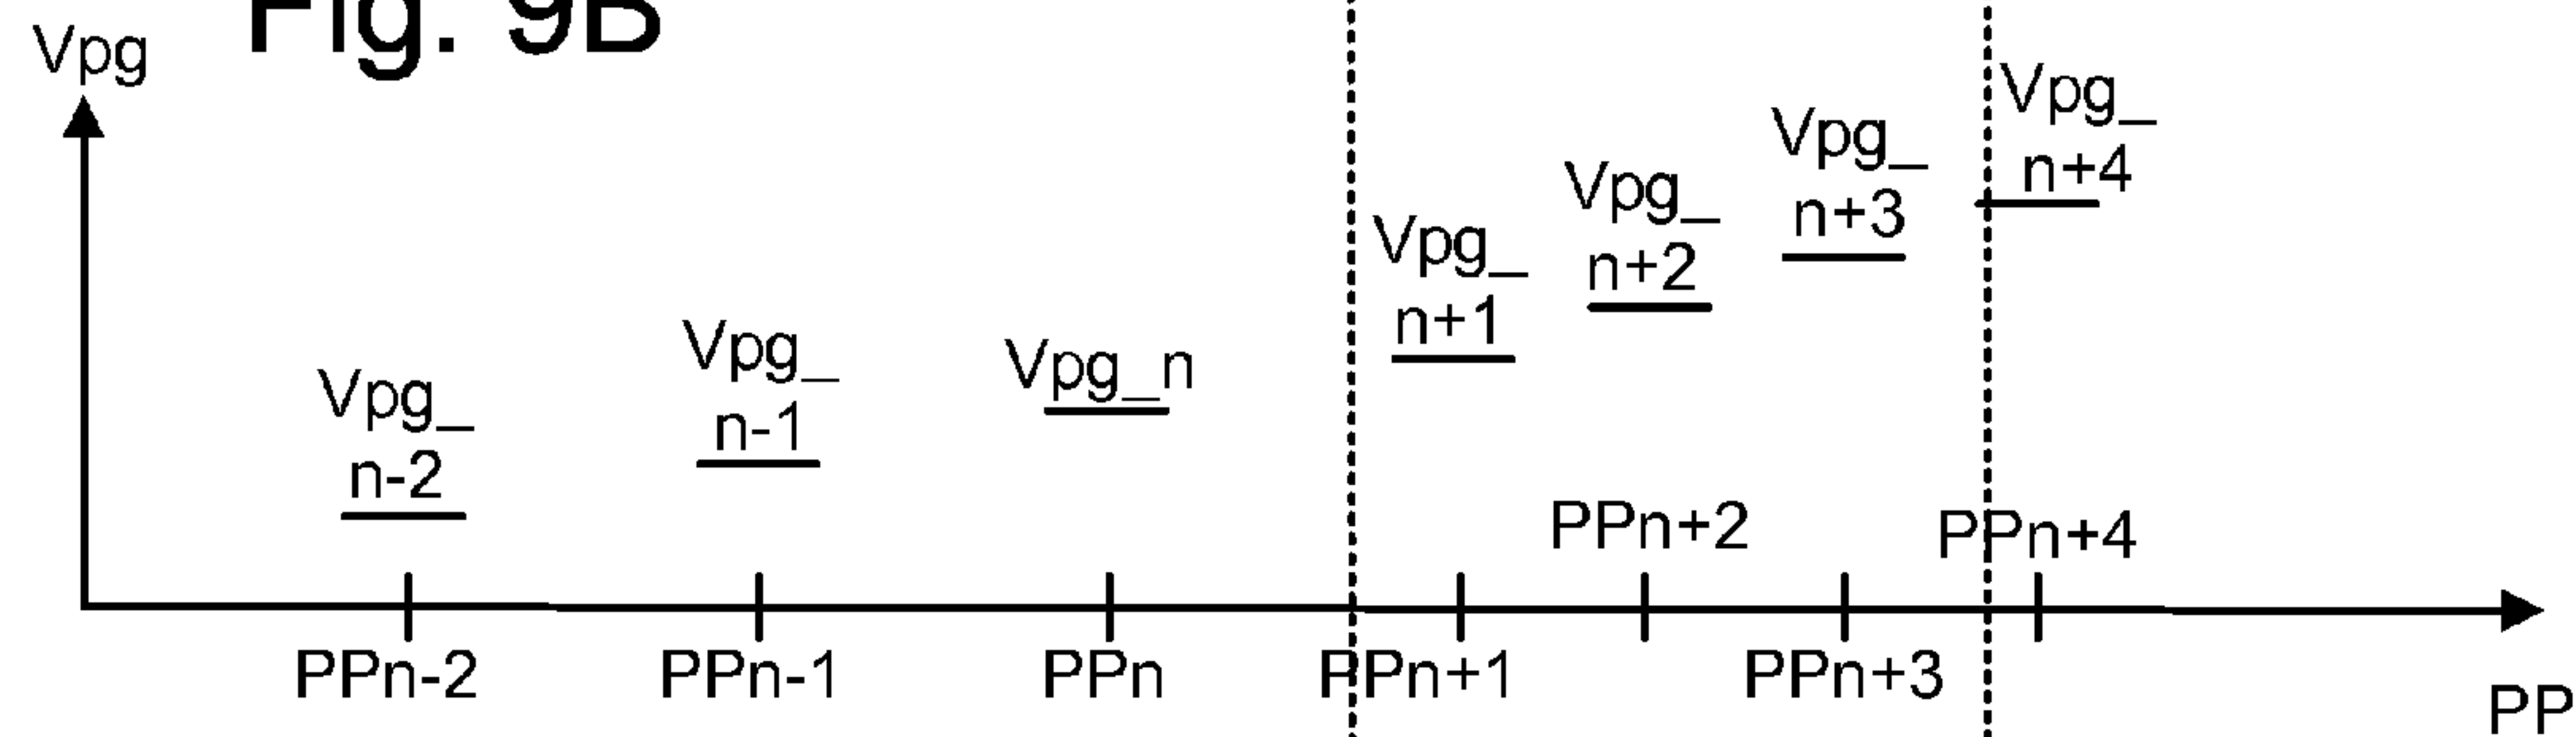 Fig. 9B
Vpg
Vpg_
n-2
Vpg_
n-1
Vpg_n
Vpg_
n+1
Vpg_
n+2
Vpg_
n+3
Vpg_
n+4
PPn-2
PPn-1
PPn
PPn+1
PPn+2
PPn+3
PPn+4
PP